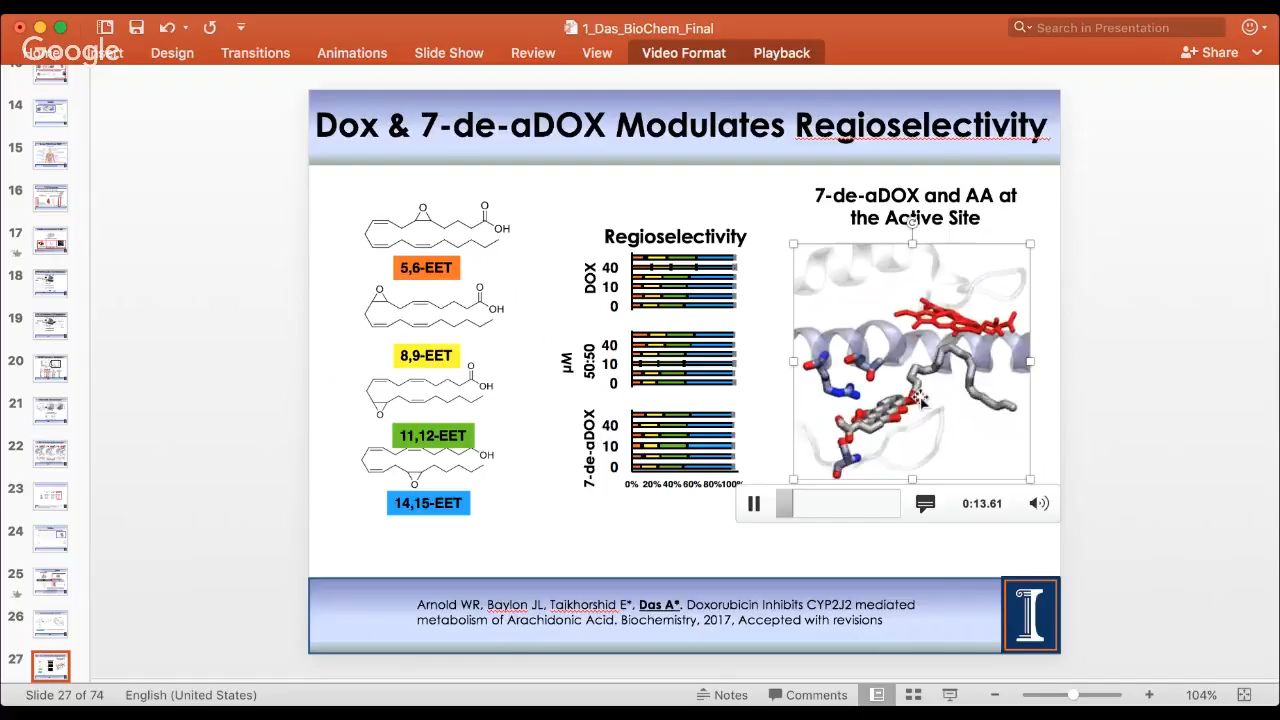 1_Das_BioChem_Final
Search in Presentation
Google
Design
Transitions
Animations
Slide Show
Review
View
Video Format
Playback
Share
14
15
16
17
18
19
20
21
22
23
24
25
26
27
Dox & 7-de-aDOX Modulates Regioselectivity
O
O
OH
5,6-EET
O
O
OH
8,9-EET
O
OH
O
11,12-EET
OH
O
14,15-EET
Regioselectivity
DOX
40
10
0
µM
50:50
40
10
0
7-de-aDOX
40
10
0
0% 20% 40% 60% 80% 100%
7-de-aDOX and AA at
the Active Site
0:13.61
Das A*. Doxorubicin Inhibits CYP2J2 mediated
metabolism of Arachidonic Acid. Biochemistry, 2017, Accepted with revisions
I
Slide 27 of 74
English (United States)
Notes
Comments
104%